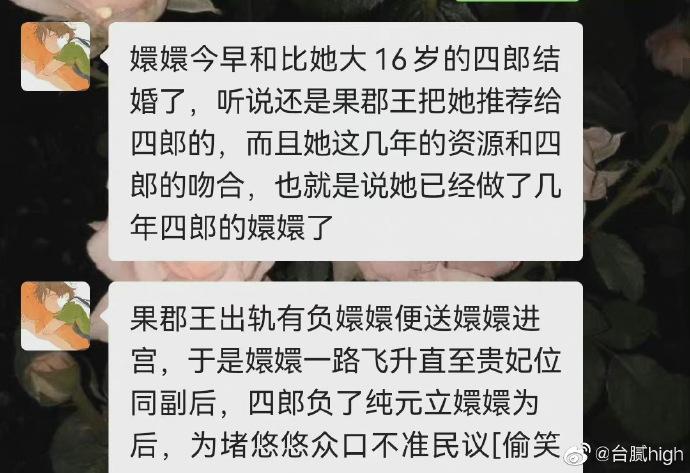 嬛嬛今早和比她大16岁的四郎结
婚了，听说还是果郡王把她推荐给
四郎的，而且她这几年的资源和四
郎的吻合，也就是说她已经做了几
年四郎的嬛嬛了
果郡王出轨有负嬛嬛便送嬛嬛进
宫，于是嬛嬛一路飞升直至贵妃位
同副后，四郎负了纯元立嬛嬛为
后，为堵悠悠众口不准民议[偷笑
@台腻high